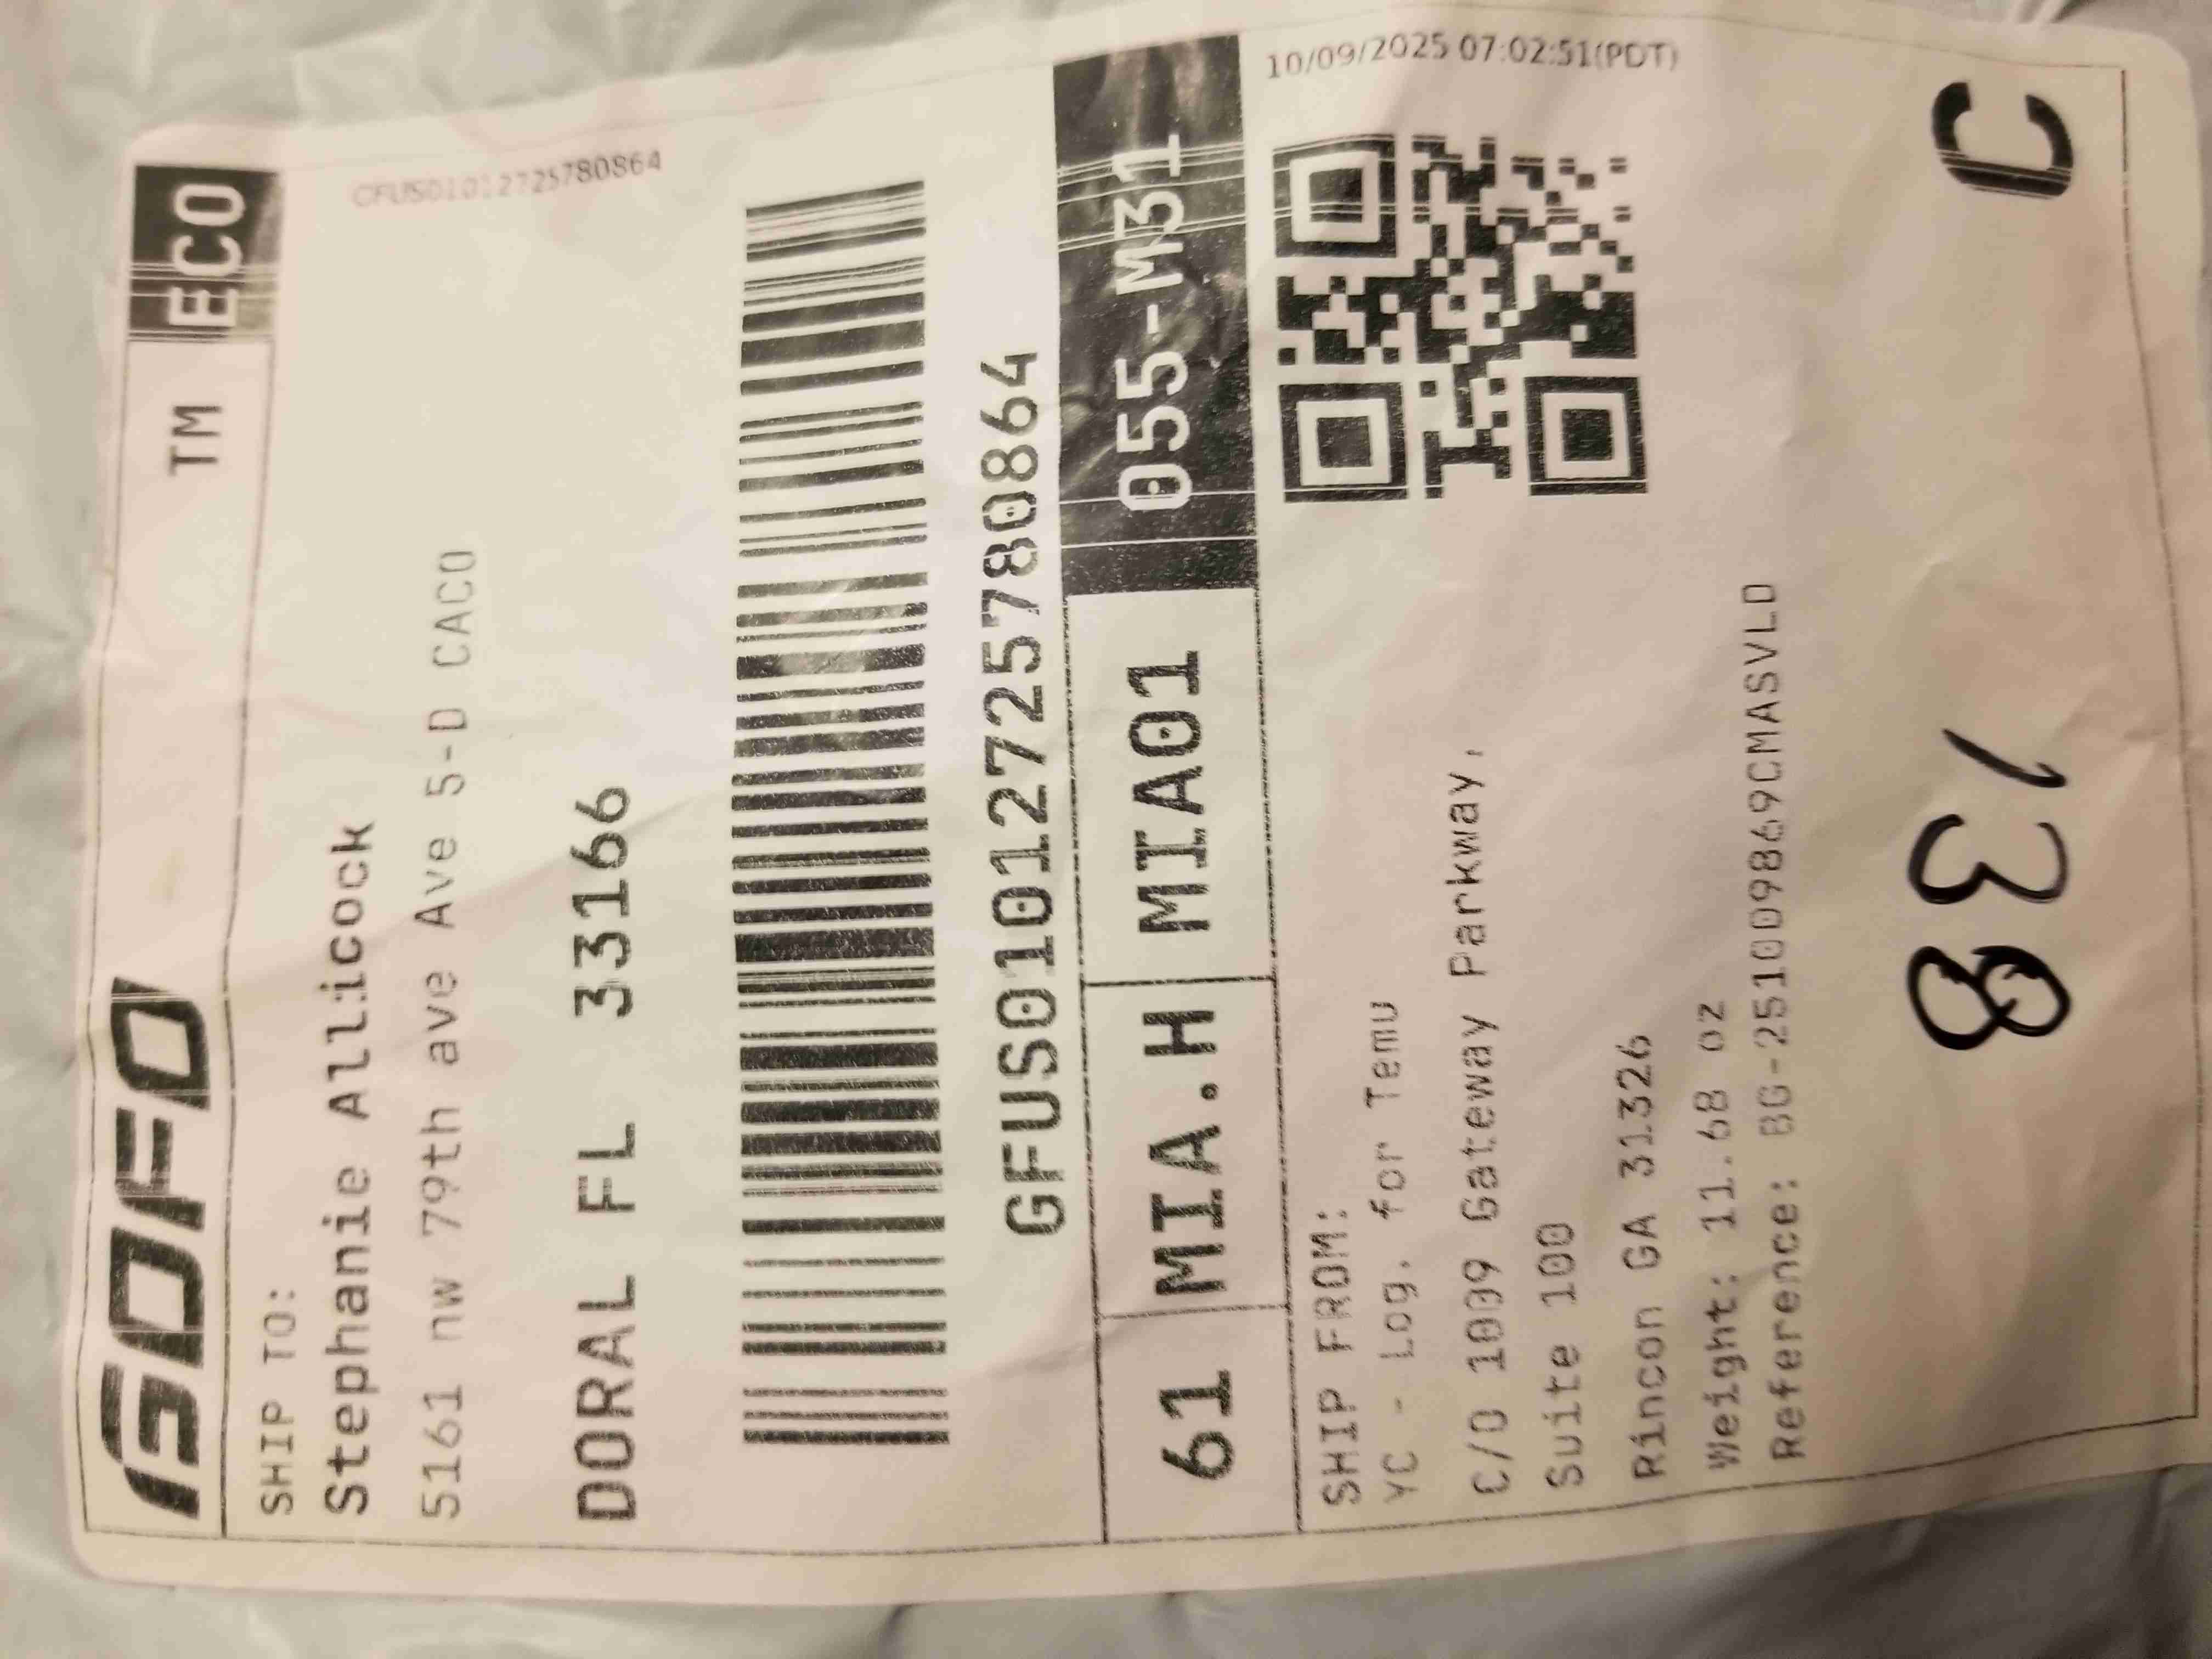 GOFO TM ECO
SHIP TO:
GFUS01012725780864
Stephanie Allicock
5161 nw 79th ave Ave 5-D CACO
DORAL FL 33166
GFUS01012725780864
61 MIA.H MIA01 055-M31
10/09/2025 07:02:51(PDT)
SHIP FROM:
YC - Log. for Temu
C/O 1009 Gateway Parkway,
Suite 100
Rincon GA 31326
Weight: 11.68 oz
Reference: BG-251009869CMASVLD
138 C